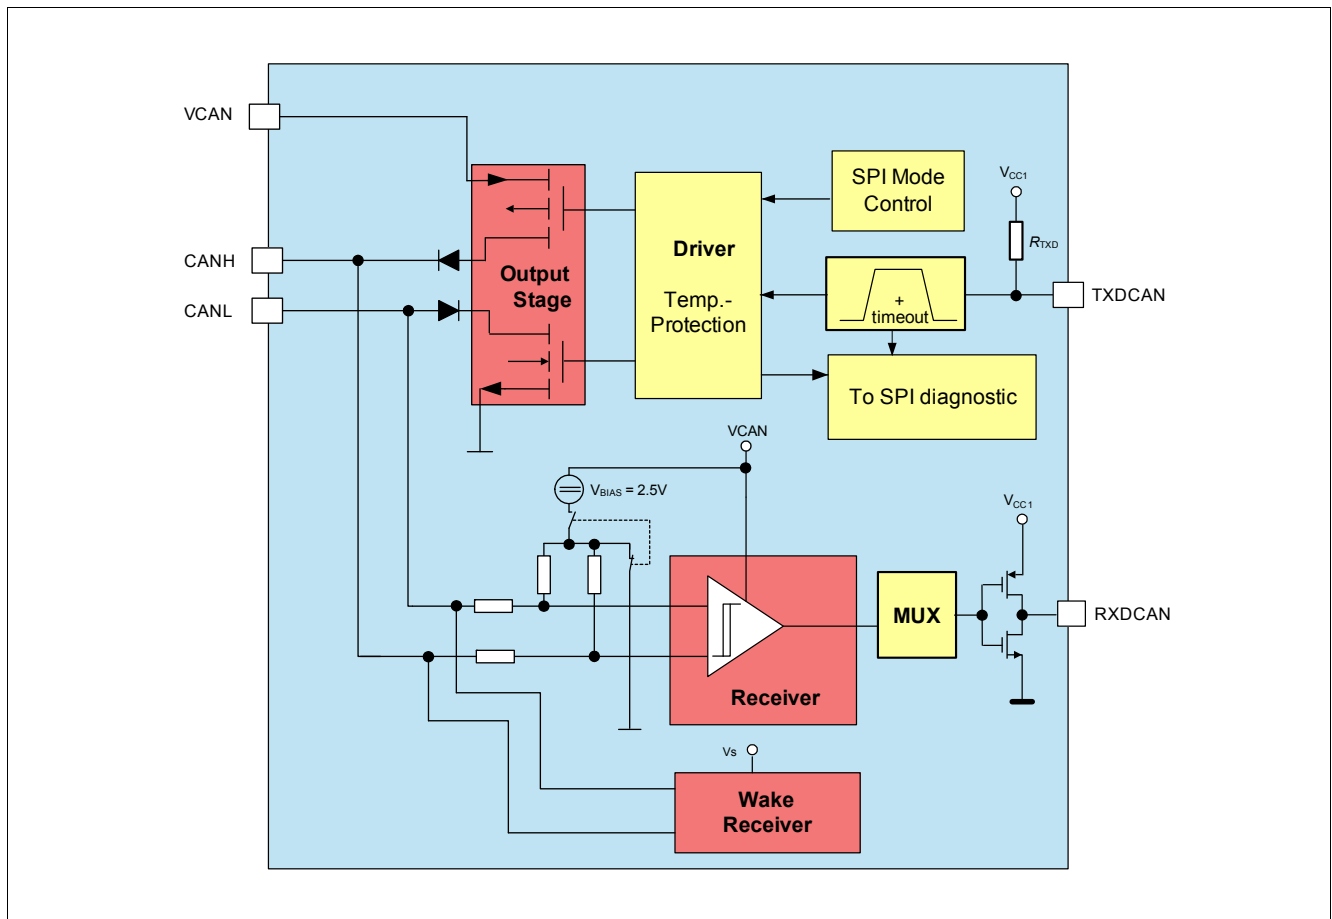 VCAN
SPI Mode
Control
VCC1
RTXD
Driver
CANH
Output
Stage
CANL
Temp.-
Protection
+
timeout
TXDCAN
To SPI diagnostic
VCAN
VBIAS = 2.5V
VCC1
MUX
RXDCAN
Receiver
Vs
Wake
Receiver